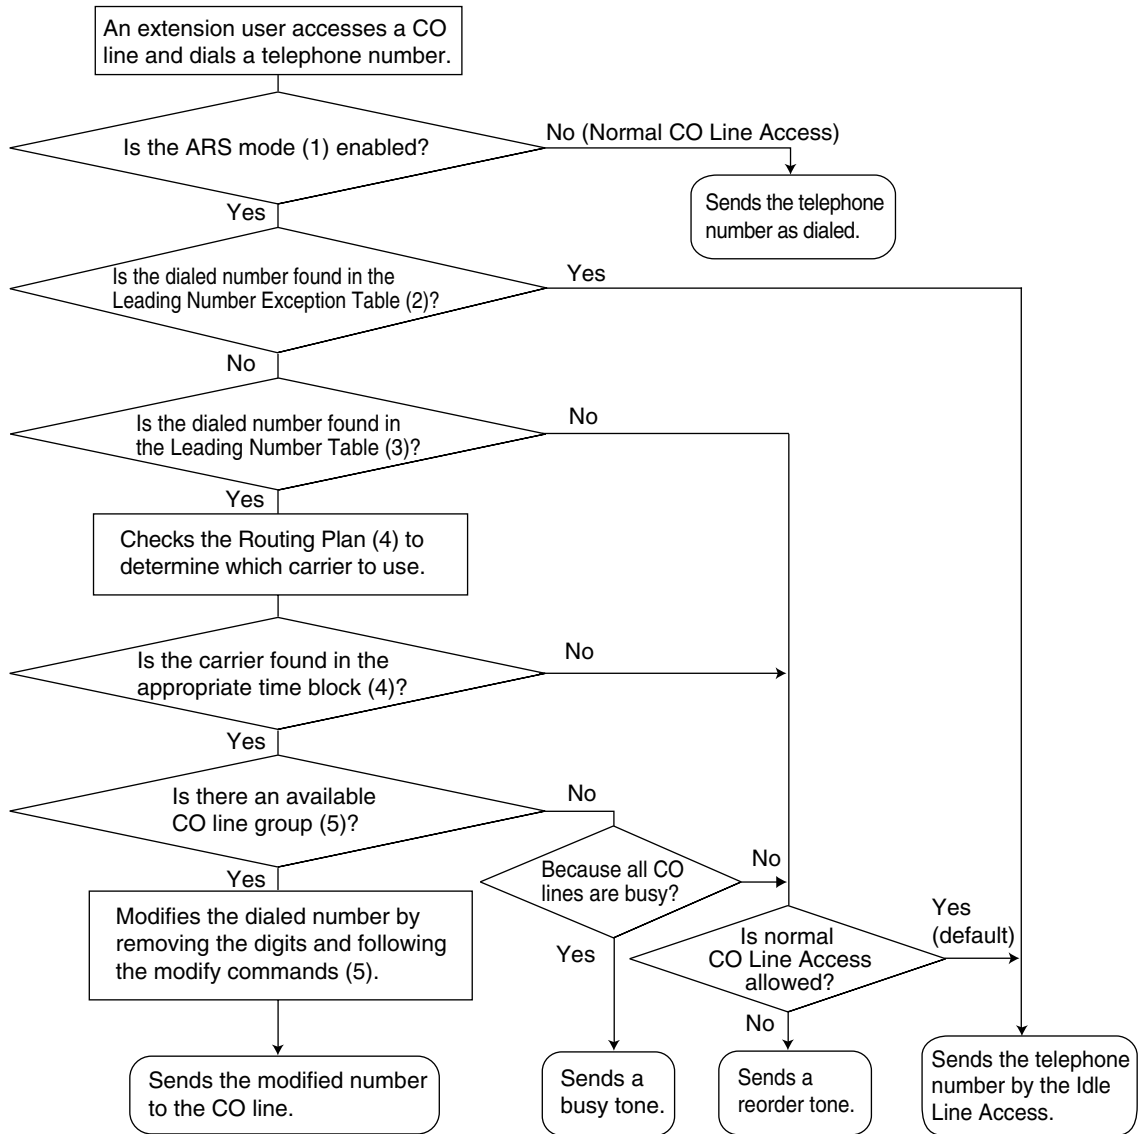 An extension user accesses a CO
line and dials a telephone number.
Is the ARS mode (1) enabled?
No (Normal CO Line Access)
Sends the telephone
number as dialed.
Yes
Is the dialed number found in the
Leading Number Exception Table (2)?
Yes
No
Is the dialed number found in
the Leading Number Table (3)?
No
Yes
Checks the Routing Plan (4) to
determine which carrier to use.
Is the carrier found in the
appropriate time block (4)?
No
Yes
Is there an available
CO line group (5)?
No
Because all CO
lines are busy?
No
Yes
Yes
Modifies the dialed number by
removing the digits and following
the modify commands (5).
Is normal
CO Line Access
allowed?
Yes
(default)
No
Sends the modified number
to the CO line.
Sends a
busy tone.
Sends a
reorder tone.
Sends the telephone
number by the Idle
Line Access.